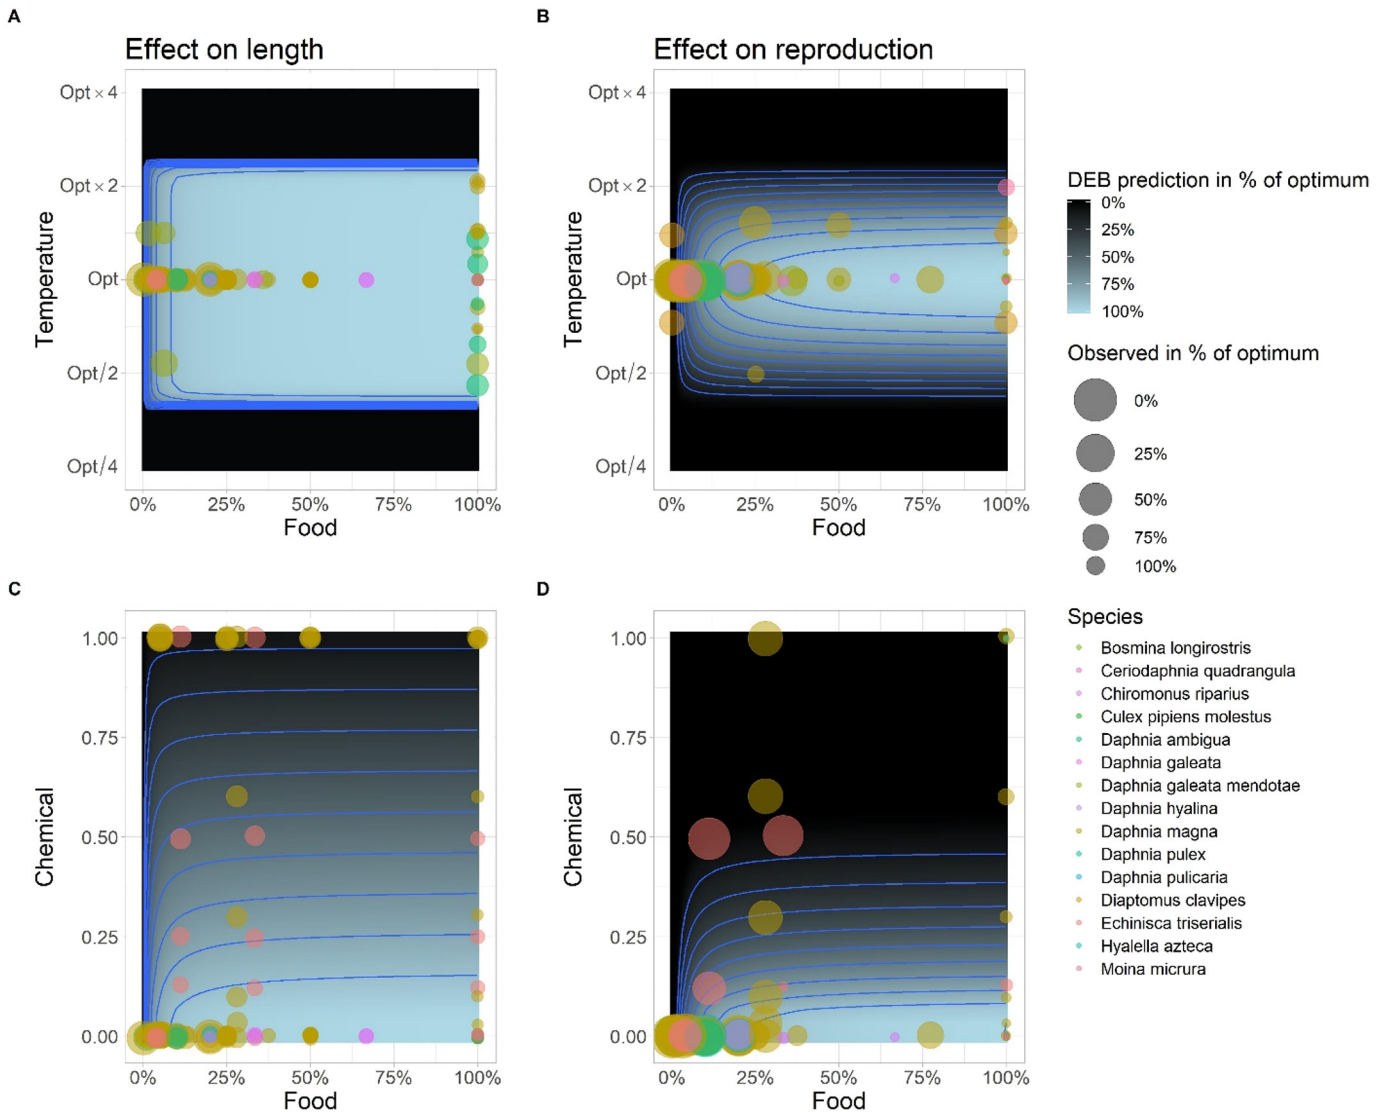 A
B
Effect on length
Effect on reproduction
Opt × 4
Opt × 2
Opt
Opt/2
Opt/4
Temperature
0%
25%
50%
75%
100%
Food
Opt × 4
Opt × 2
Opt
Opt/2
Opt/4
Temperature
0%
25%
50%
75%
100%
Food
DEB prediction in % of optimum
0%
25%
50%
75%
100%
Observed in % of optimum
0%
25%
50%
75%
100%
C
D
1.00
0.75
0.50
0.25
0.00
Chemical
0%
25%
50%
75%
100%
Food
1.00
0.75
0.50
0.25
0.00
Chemical
0%
25%
50%
75%
100%
Food
Species
Bosmina longirostris
Ceriodaphnia quadrangula
Chiromonus riparius
Culex pipiens molestus
Daphnia ambigua
Daphnia galeata
Daphnia galeata mendotae
Daphnia hyalina
Daphnia magna
Daphnia pulex
Daphnia pulicaria
Diaptomus clavipes
Echinisca triserialis
Hyalella azteca
Moina micrura